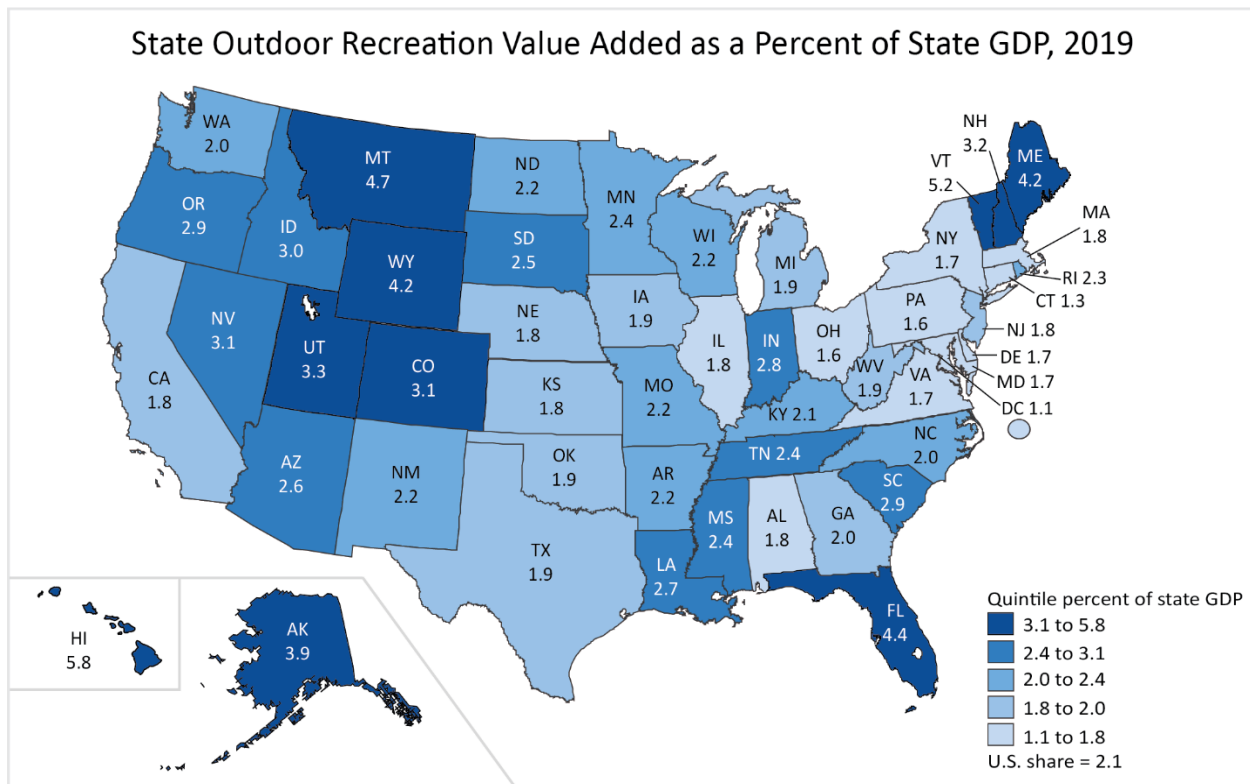 State Outdoor Recreation Value Added as a Percent of State GDP, 2019
WA
2.0
OR
2.9
ID
3.0
MT
4.7
ND
2.2
SD
2.5
WY
4.2
MN
2.4
WI
2.2
MI
1.9
NY
1.7
VT
5.2
NH
3.2
ME
4.2
MA
1.8
RI 2.3
CT 1.3
NJ 1.8
DE 1.7
MD 1.7
DC 1.1
PA
1.6
NV
3.1
UT
3.3
CO
3.1
CA
1.8
NE
1.8
IA
1.9
IL
1.8
IN
2.8
OH
1.6
WV
1.9
VA
1.7
KS
1.8
MO
2.2
KY 2.1
TN 2.4
NC
2.0
SC
2.9
AZ
2.6
NM
2.2
OK
1.9
AR
2.2
TX
1.9
LA
2.7
MS
2.4
AL
1.8
GA
2.0
FL
4.4
HI
5.8
AK
3.9
Quintile percent of state GDP
3.1 to 5.8
2.4 to 3.1
2.0 to 2.4
1.8 to 2.0
1.1 to 1.8
U.S. share = 2.1